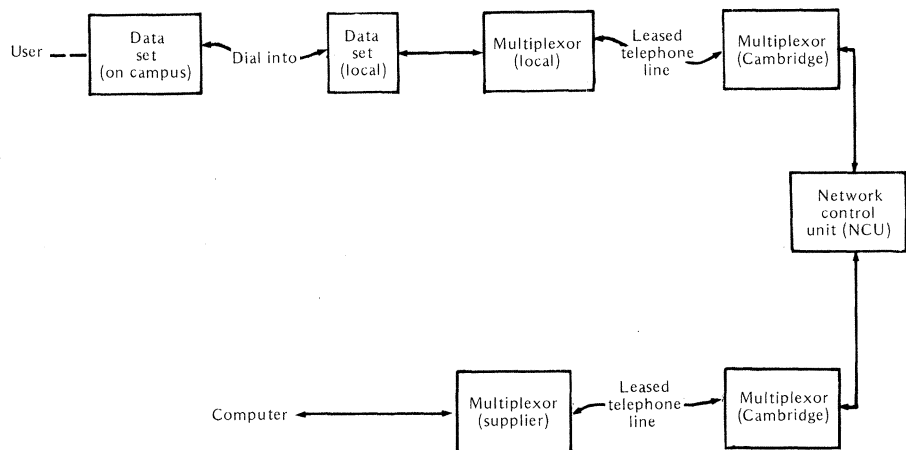 User
Data
set
(on campus)
Dial into
Data
set
(local)
Multiplexor
(local)
Leased
telephone
line
Multiplexor
(Cambridge)
Network
control
unit (NCU)
Computer
Multiplexor
(supplier)
Leased
telephone
line
Multiplexor
(Cambridge)